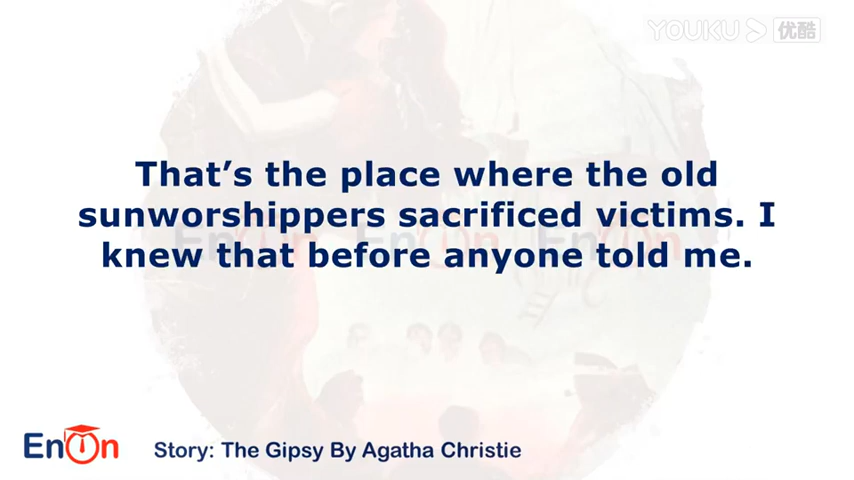 YOUKU 优酷
That's the place where the old
sunworshippers sacrificed victims. I
knew that before anyone told me.
EnOn
Story: The Gipsy By Agatha Christie